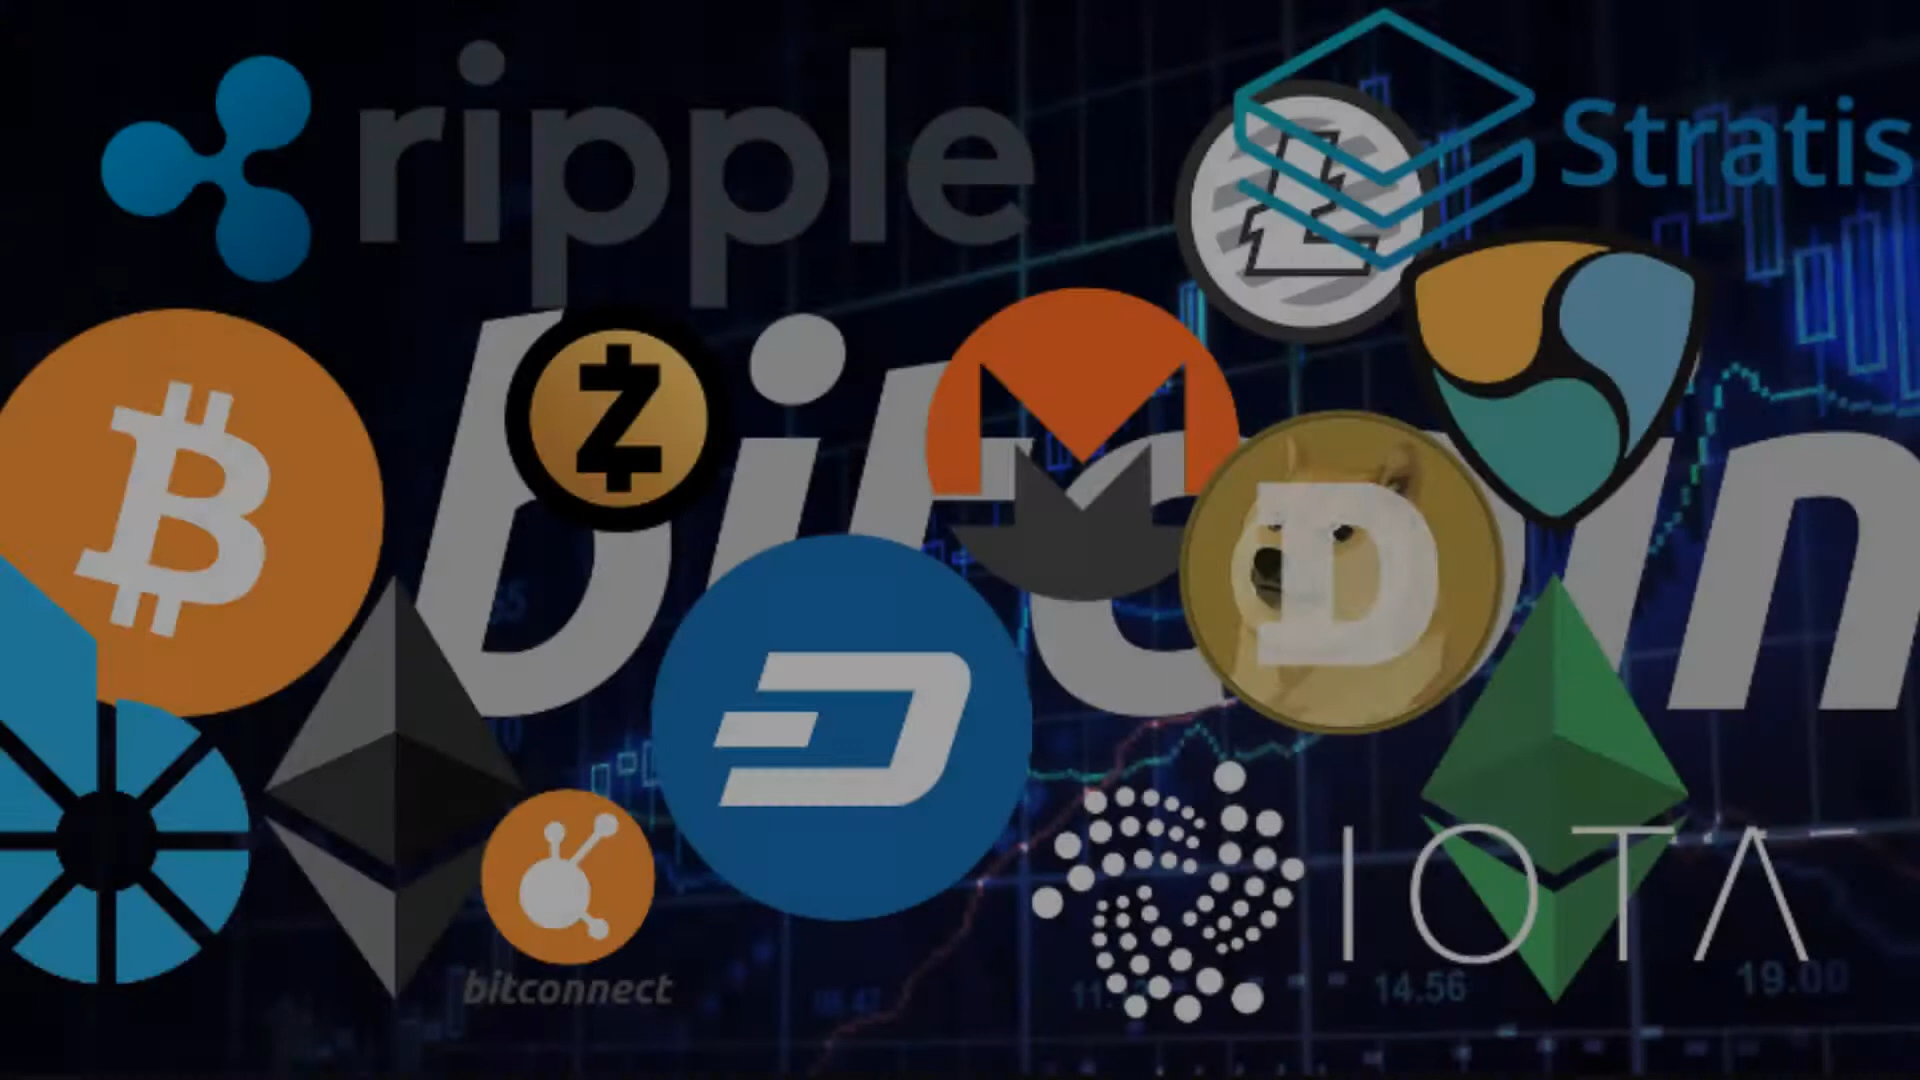 ripple
Stratis
bitcoin
bitconnect
IOTA
14.56
19.00